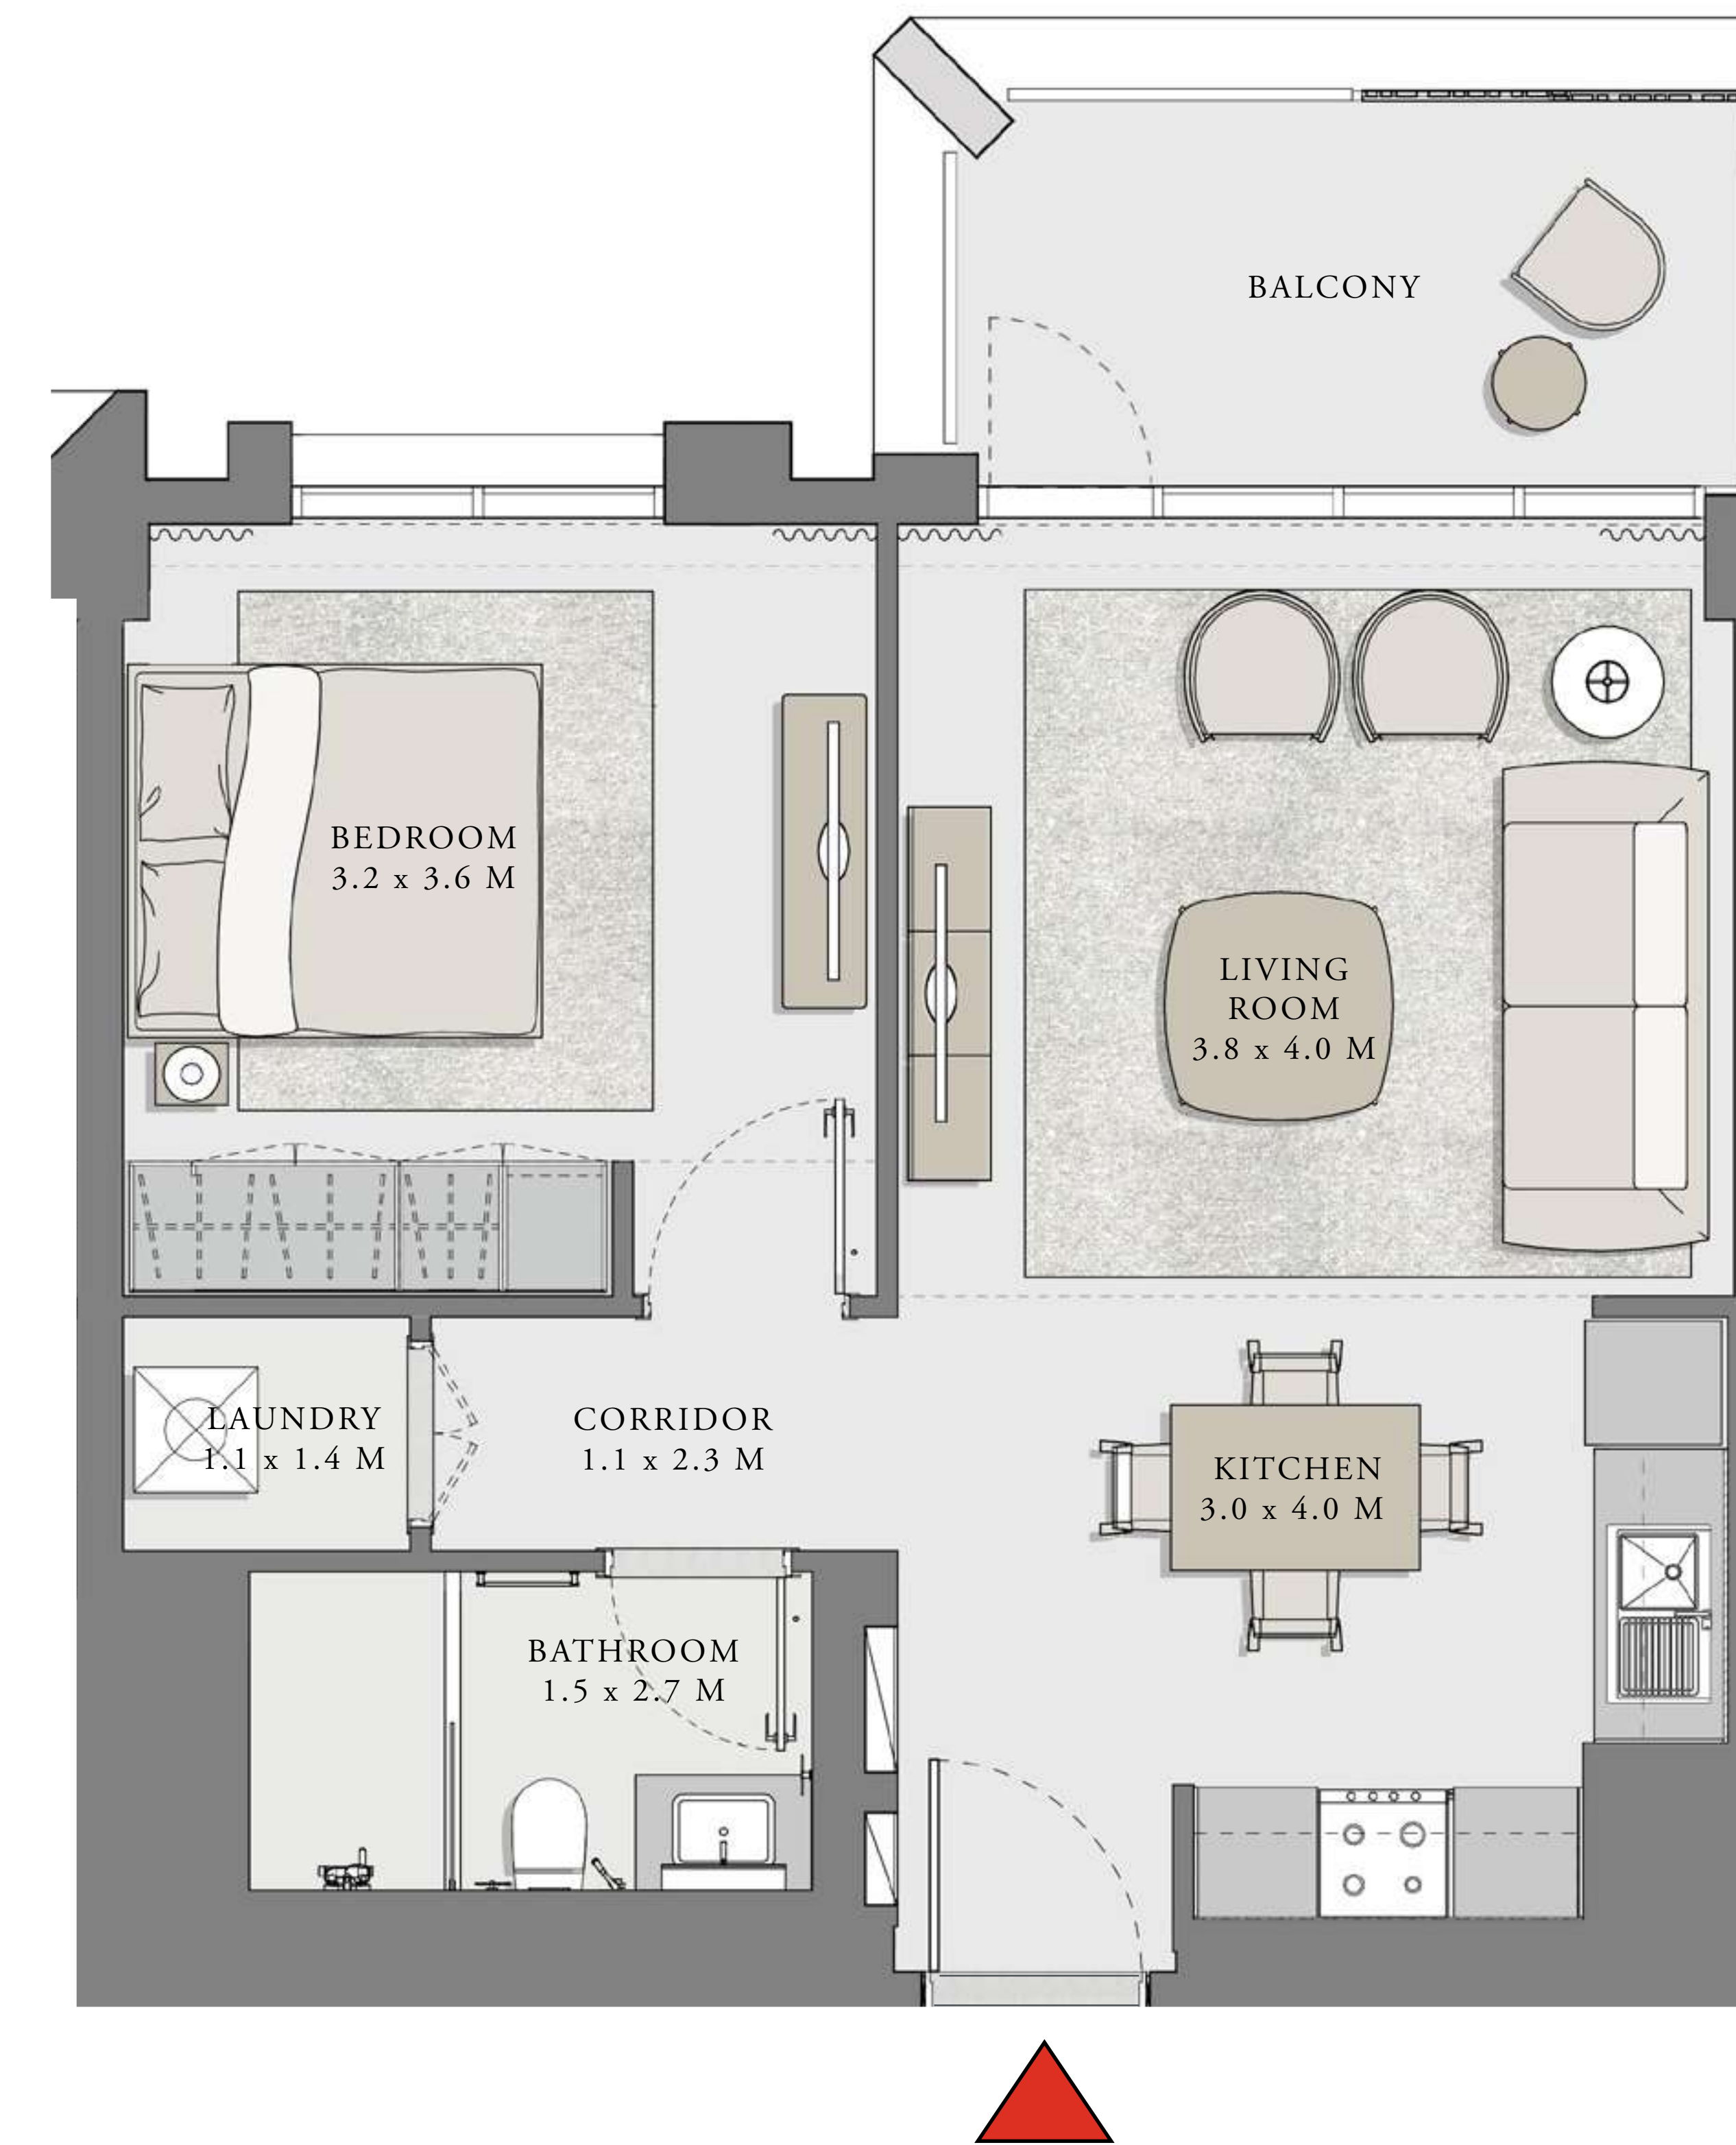 BALCONY
BEDROOM
3.2 x 3.6 M
LIVING
ROOM
3.8 x 4.0 M
LAUNDRY
1.1 x 1.4 M
CORRIDOR
1.1 x 2.3 M
KITCHEN
3.0 x 4.0 M
BATHROOM
1.5 x 2.7 M